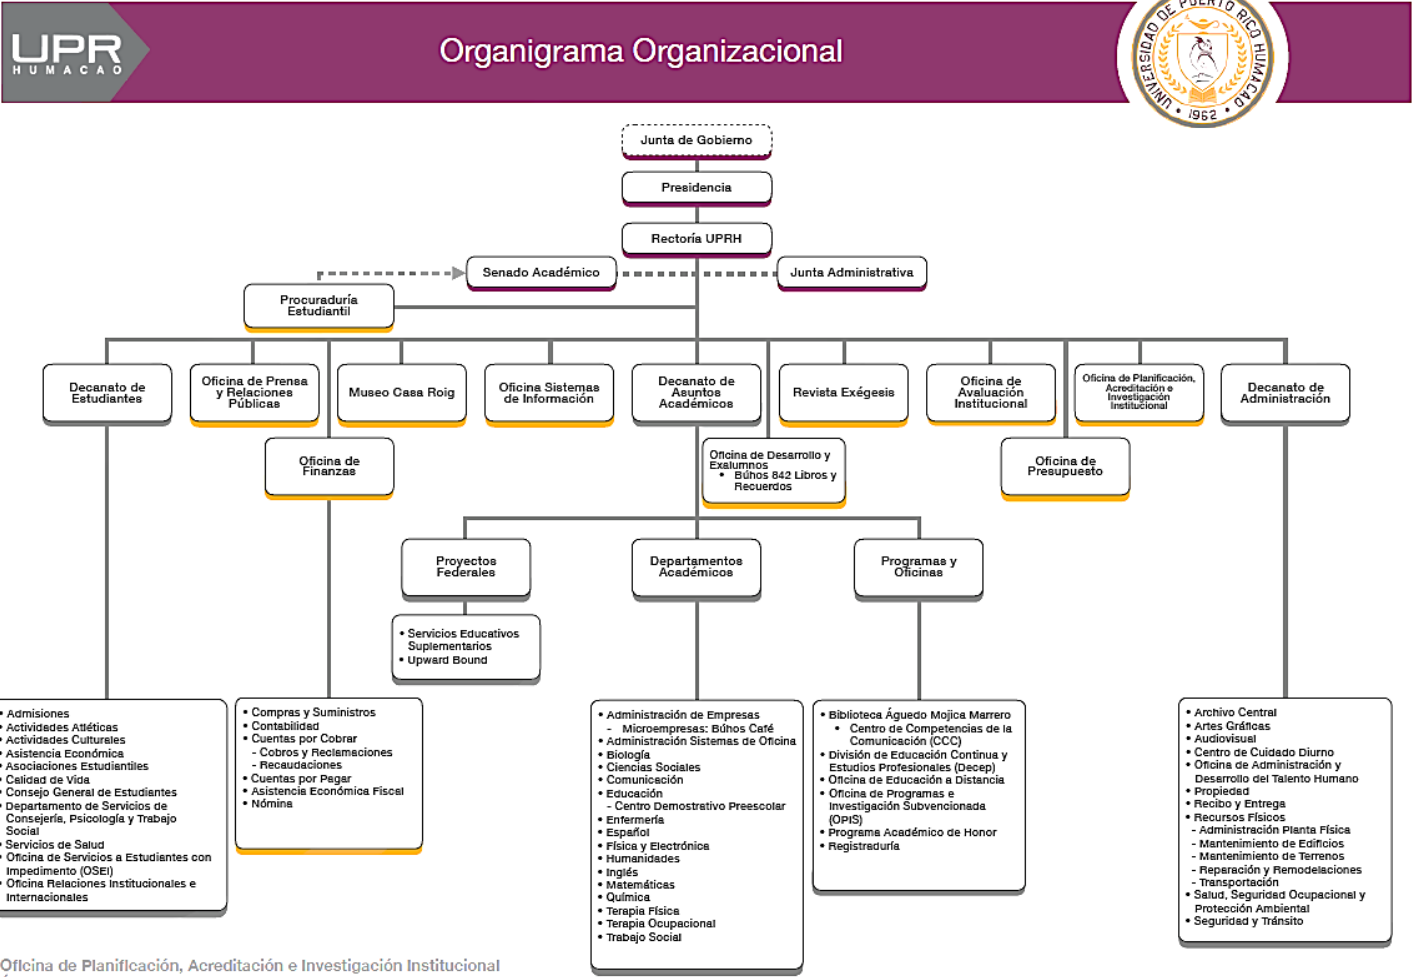 UPR
HUMACAO
Organigrama Organizacional
UNIVERSIDAD DE PUERTO RICO HUMACAO
• 1962 •
Junta de Gobierno
Presidencia
Rectoría UPRH
Senado Académico
Junta Administrativa
Procuraduría
Estudiantil
Decanato de
Estudiantes
Oficina de Prensa
y Relaciones
Públicas
Museo Casa Roig
Oficina Sistemas
de Información
Decanato de
Asuntos
Académicos
Revista Exégesis
Oficina de
Avaluación
Institucional
Oficina de Planificación,
Acreditación e
Investigación
Institucional
Decanato de
Administración
Oficina de
Finanzas
Oficina de Desarrollo y
Exalumnos
• Búhos 842 Libros y
Recuerdos
Oficina de
Presupuesto
Proyectos
Federales
Departamentos
Académicos
Programas y
Oficinas
• Servicios Educativos
Suplementarios
• Upward Bound
• Admisiones
• Actividades Atléticas
• Actividades Culturales
• Asistencia Económica
• Asociaciones Estudiantiles
• Calidad de Vida
• Consejo General de Estudiantes
• Departamento de Servicios de
Consejería, Psicología y Trabajo
Social
• Servicios de Salud
• Oficina de Servicios a Estudiantes con
Impedimento (OSEI)
• Oficina Relaciones Institucionales e
Internacionales
• Compras y Suministros
• Contabilidad
• Cuentas por Cobrar
- Cobros y Reclamaciones
- Recaudaciones
• Cuentas por Pagar
• Asistencia Económica Fiscal
• Nómina
• Administración de Empresas
- Microempresas: Búhos Café
• Administración Sistemas de Oficina
• Biología
• Ciencias Sociales
• Comunicación
• Educación
- Centro Demostrativo Preescolar
• Enfermería
• Español
• Física y Electrónica
• Humanidades
• Inglés
• Matemáticas
• Química
• Terapia Física
• Terapia Ocupacional
• Trabajo Social
• Biblioteca Águedo Mojica Marrero
• Centro de Competencias de la
Comunicación (CCC)
• División de Educación Continua y
Estudios Profesionales (Decep)
• Oficina de Educación a Distancia
• Oficina de Programas e
Investigación Subvencionada
(OPIS)
• Programa Académico de Honor
• Registraduría
• Archivo Central
• Artes Gráficas
• Audiovisual
• Centro de Cuidado Diurno
• Oficina de Administración y
Desarrollo del Talento Humano
• Propiedad
• Recibo y Entrega
• Recursos Físicos
- Administración Planta Física
- Mantenimiento de Edificios
- Mantenimiento de Terrenos
- Reparación y Remodelaciones
- Transportación
• Salud, Seguridad Ocupacional y
Protección Ambiental
• Seguridad y Tránsito
Oficina de Planificación, Acreditación e Investigación Institucional